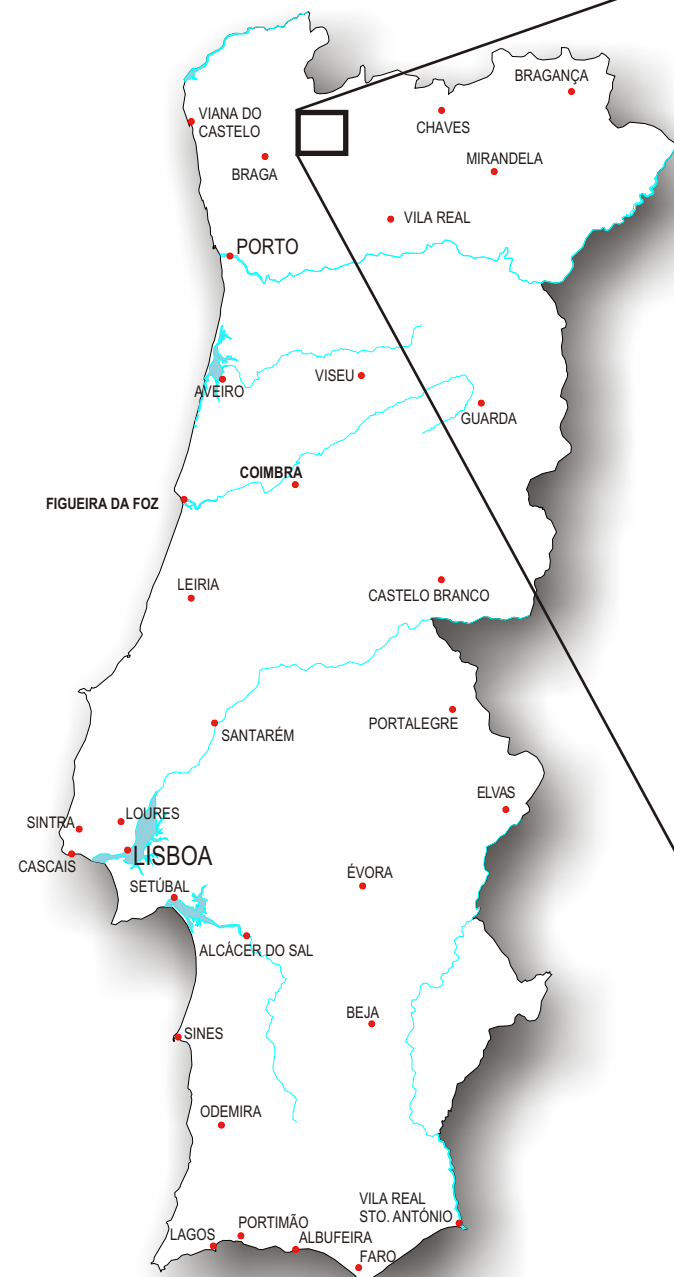 BRAGANÇA
VIANA DO
CASTELO
CHAVES
BRAGA
MIRANDELA
VILA REAL
PORTO
AVEIRO
VISEU
GUARDA
COIMBRA
FIGUEIRA DA FOZ
LEIRIA
CASTELO BRANCO
SANTARÉM
PORTALEGRE
ELVAS
SINTRA
LOURES
CASCAIS
LISBOA
SETÚBAL
ÉVORA
ALCÁCER DO SAL
BEJA
SINES
ODEMIRA
VILA REAL
STO. ANTÓNIO
LAGOS
PORTIMÃO
ALBUFEIRA
FARO